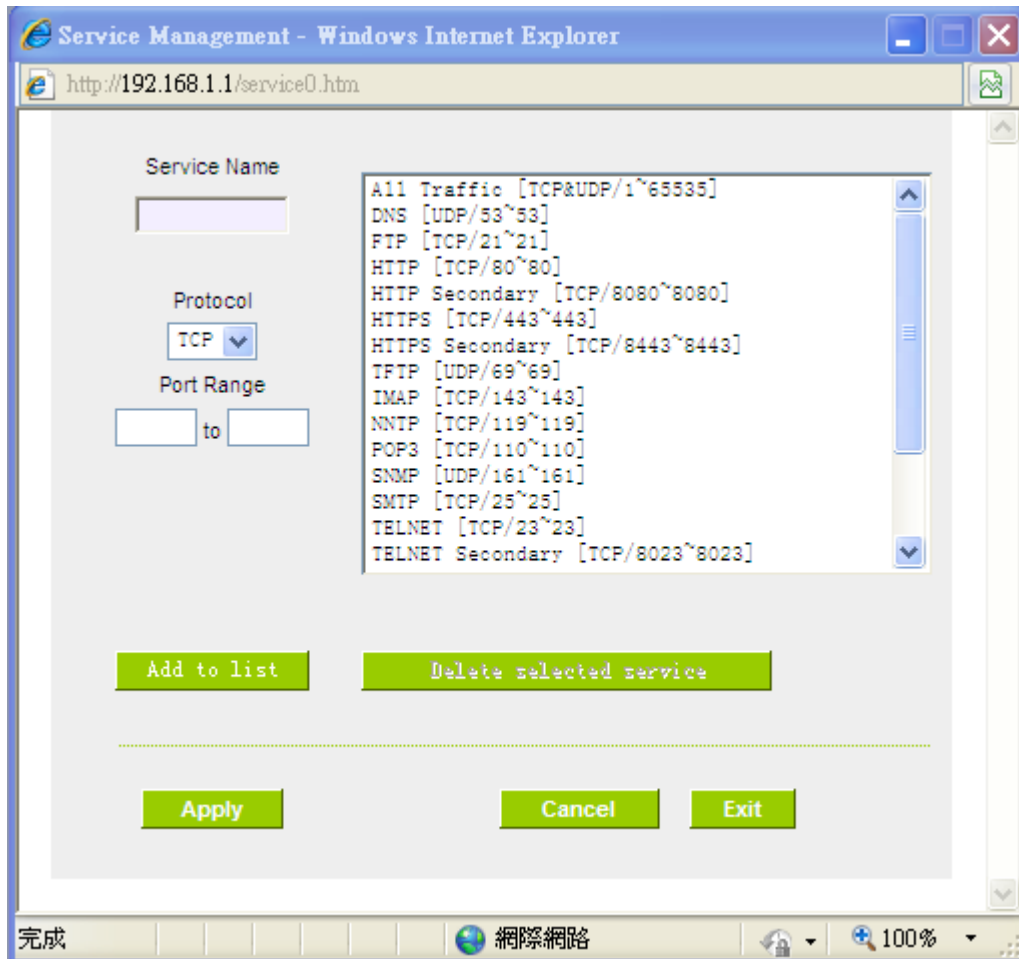 Service Management - Windows Internet Explorer
http://192.168.1.1/service0.htm
Service Name
Protocol
TCP
Port Range
to
All Traffic [TCP&UDP/1~65535]
DNS [UDP/53~53]
FTP [TCP/21~21]
HTTP [TCP/80~80]
HTTP Secondary [TCP/8080~8080]
HTTPS [TCP/443~443]
HTTPS Secondary [TCP/8443~8443]
TFTP [UDP/69~69]
IMAP [TCP/143~143]
NNTP [TCP/119~119]
POP3 [TCP/110~110]
SNMP [UDP/161~161]
SMTP [TCP/25~25]
TELNET [TCP/23~23]
TELNET Secondary [TCP/8023~8023]
Add to list
Delete selected service
Apply
Cancel
Exit
完成
網際網路
100%